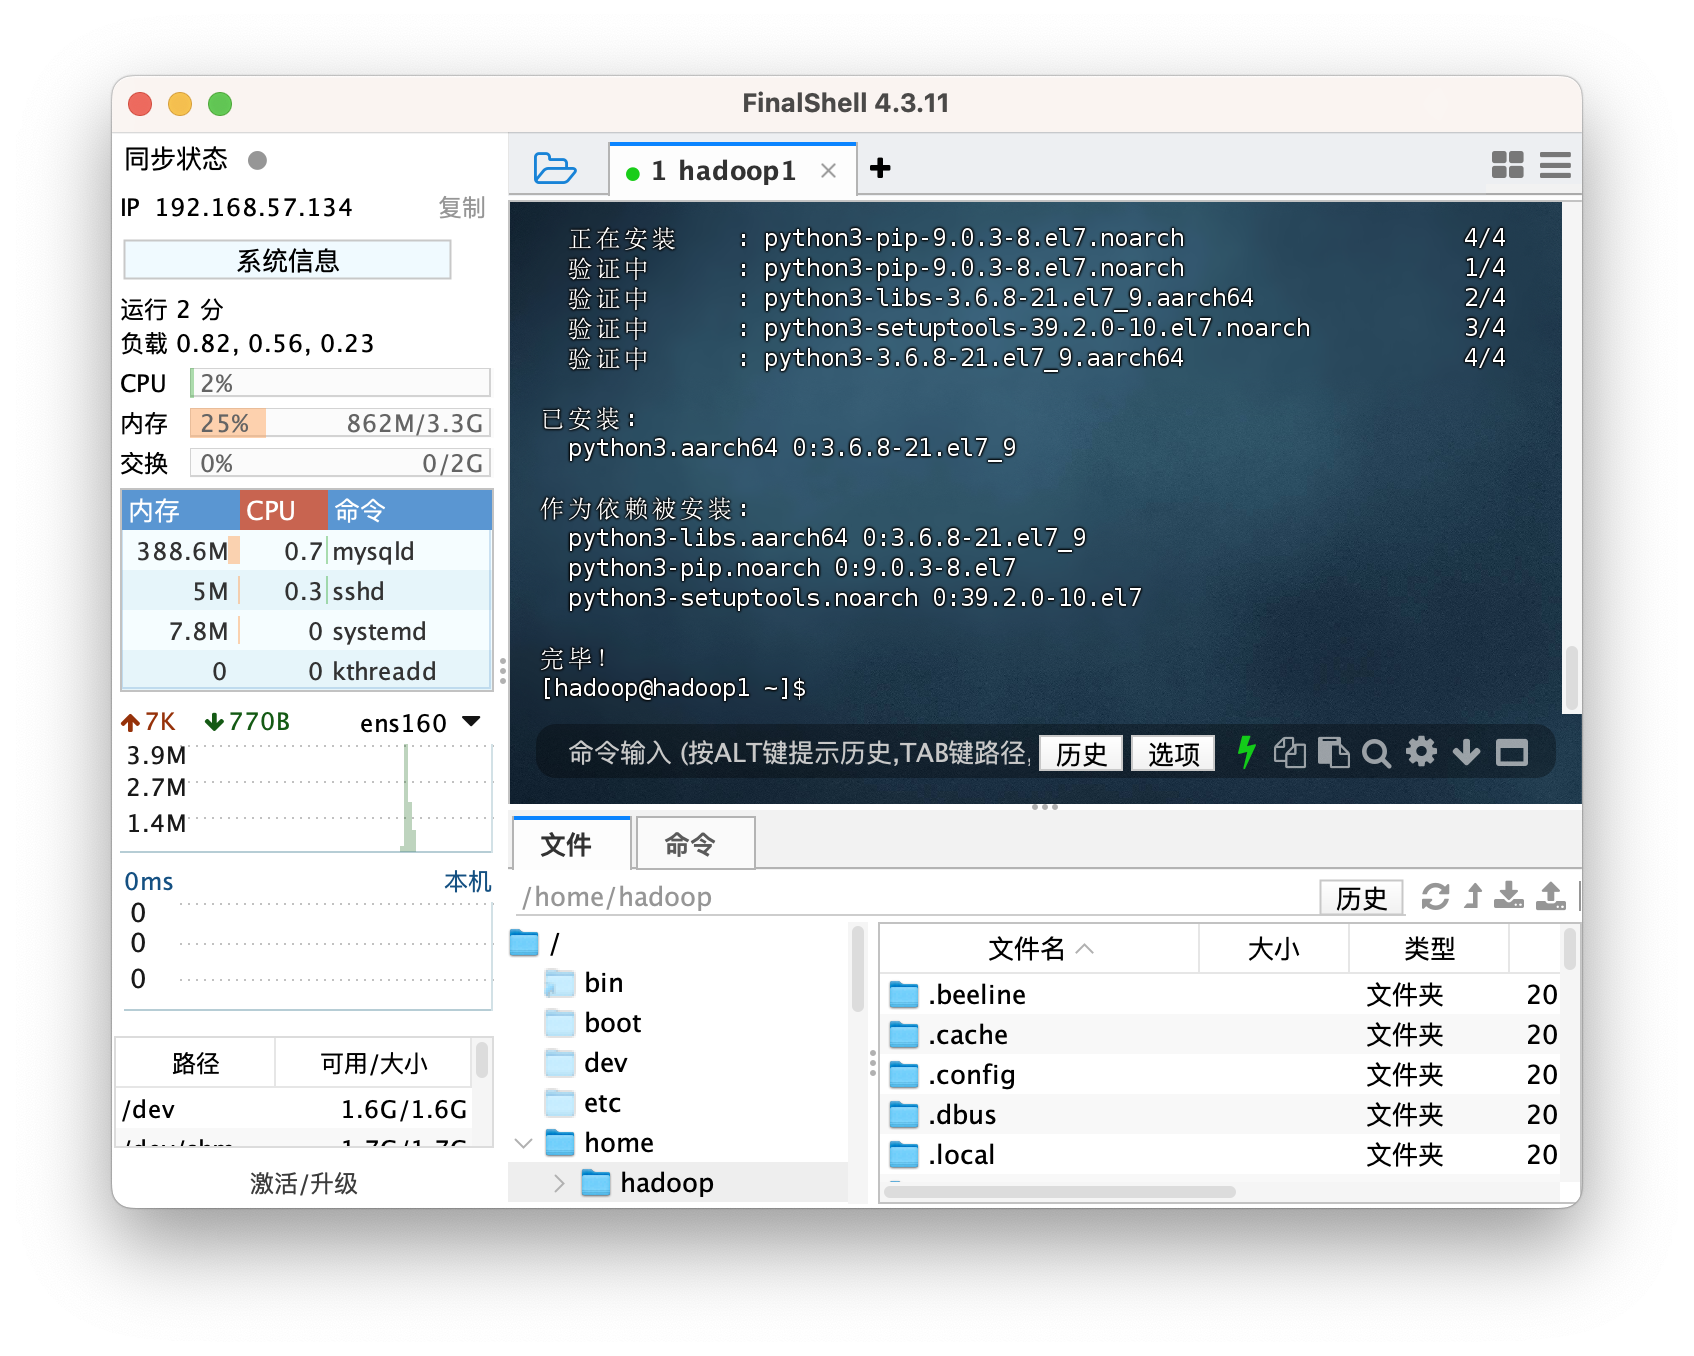 FinalShell 4.3.11
同步状态
IP 192.168.57.134 复制
系统信息
运行 2 分
负载 0.82, 0.56, 0.23
CPU 2%
内存 25% 862M/3.3G
交换 0% 0/2G
内存 CPU 命令
388.6M 0.7 mysqld
5M 0.3 sshd
7.8M 0 systemd
0 0 kthreadd
7K 770B ens160
3.9M
2.7M
1.4M
0ms 本机
0
0
0
路径 可用/大小
/dev 1.6G/1.6G
/dev/shm 1.7G/1.7G
激活/升级
1 hadoop1
正在安装 : python3-pip-9.0.3-8.el7.noarch 4/4
验证中 : python3-pip-9.0.3-8.el7.noarch 1/4
验证中 : python3-libs-3.6.8-21.el7_9.aarch64 2/4
验证中 : python3-setuptools-39.2.0-10.el7.noarch 3/4
验证中 : python3-3.6.8-21.el7_9.aarch64 4/4
已安装:
python3.aarch64 0:3.6.8-21.el7_9
作为依赖被安装:
python3-libs.aarch64 0:3.6.8-21.el7_9
python3-pip.noarch 0:9.0.3-8.el7
python3-setuptools.noarch 0:39.2.0-10.el7
完毕!
[hadoop@hadoop1 ~]$
命令输入 (按ALT键提示历史,TAB键路径, 历史 选项
文件 命令
/home/hadoop 历史
/
bin
boot
dev
etc
home
hadoop
文件名 大小 类型
.beeline 文件夹 20
.cache 文件夹 20
.config 文件夹 20
.dbus 文件夹 20
.local 文件夹 20